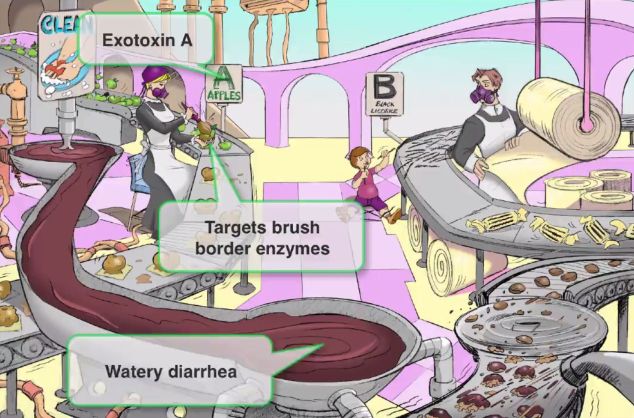 CLEAN
Exotoxin A
A
APPLES
B
BLACK
LICORICE
Targets brush
border enzymes
Watery diarrhea